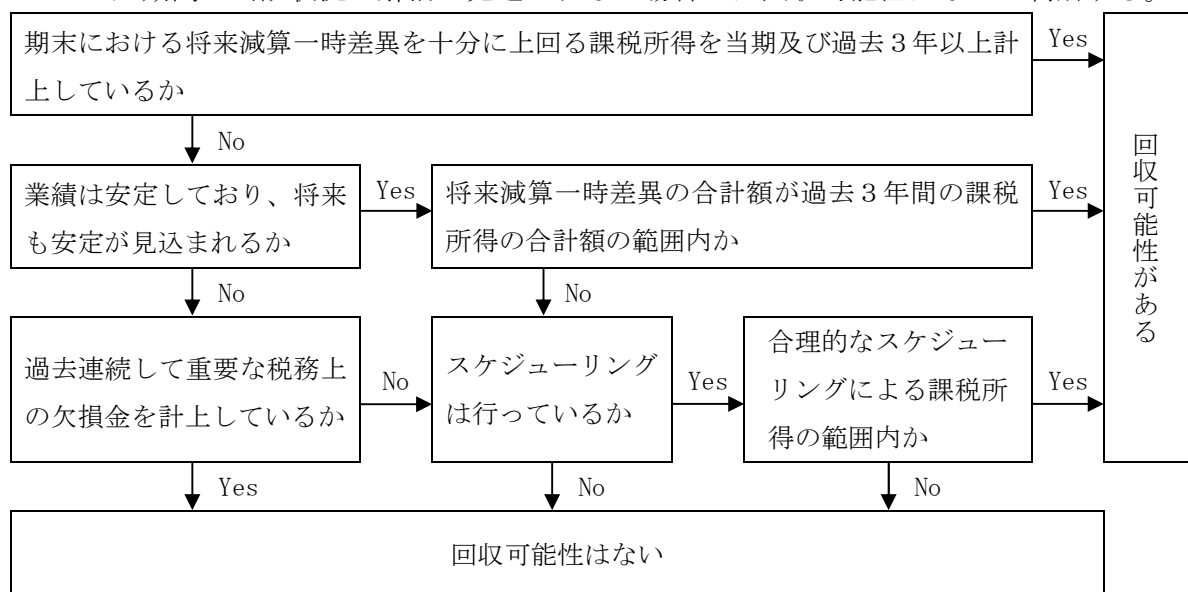 期末における将来減算一時差異を十分に上回る課税所得を当期及び過去３年以上計
上しているか
Yes
No
業績は安定しており、将来
も安定が見込まれるか
Yes
将来減算一時差異の合計額が過去３年間の課税
所得の合計額の範囲内か
Yes
回収可能性がある
No
No
過去連続して重要な税務上
の欠損金を計上しているか
No
スケジューリング
は行っているか
Yes
合理的なスケジュー
リングによる課税所
得の範囲内か
Yes
Yes
No
No
回収可能性はない